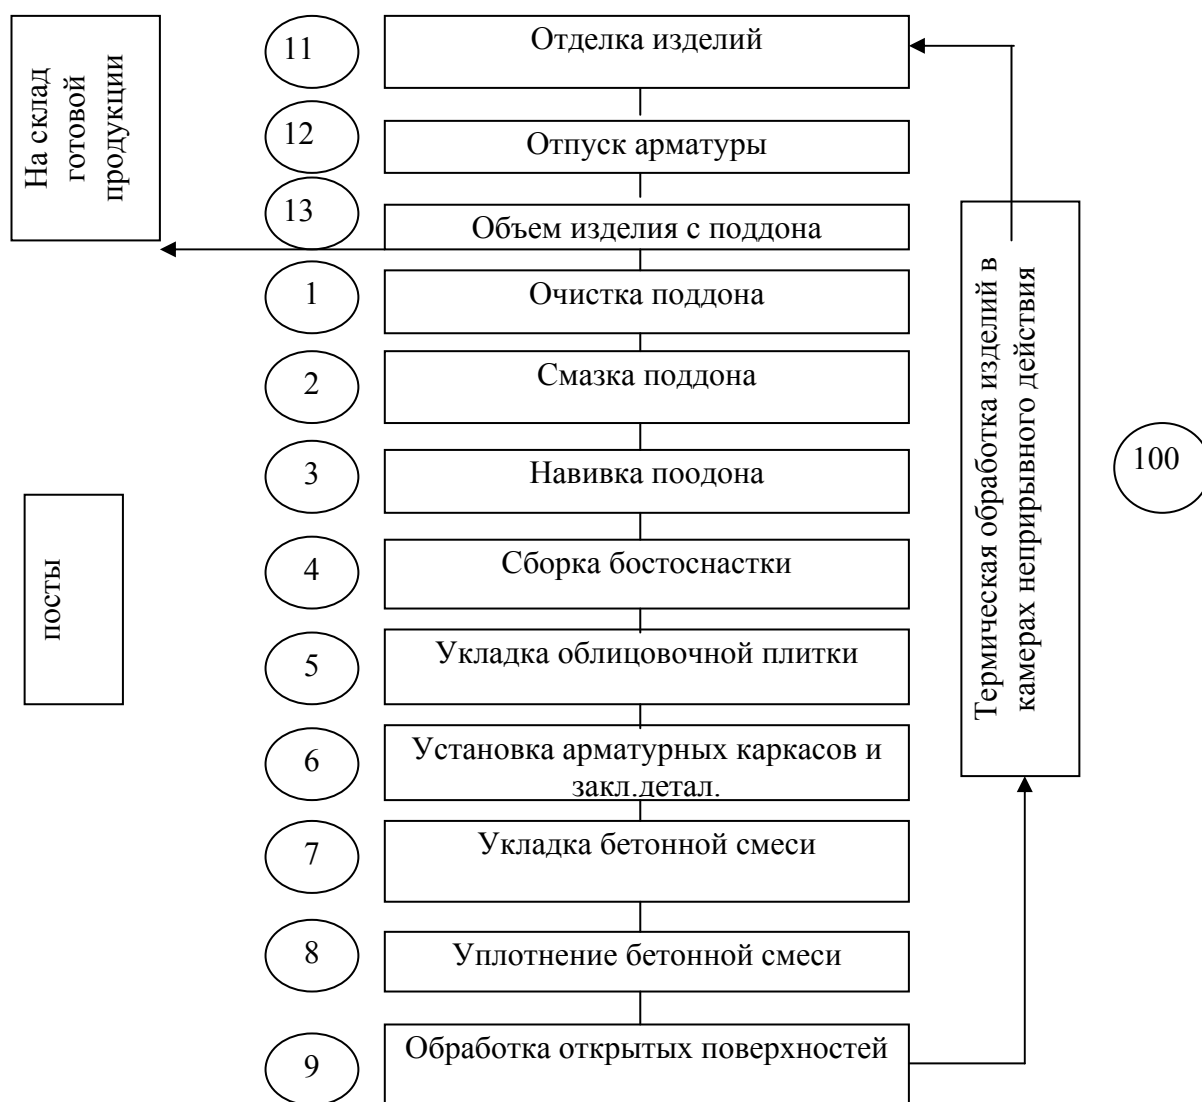 На склад
готовой
продукции
11
Отделка изделий
12
Отпуск арматуры
13
Объем изделия с поддона
1
Очистка поддона
2
Смазка поддона
3
Навивка поодона
4
Сборка бостоснастки
5
Укладка облицовочной плитки
6
Установка арматурных каркасов и
закл.детал.
7
Укладка бетонной смеси
8
Уплотнение бетонной смеси
9
Обработка открытых поверхностей
посты
Термическая обработка изделий в
камерах неприрывного действия
100